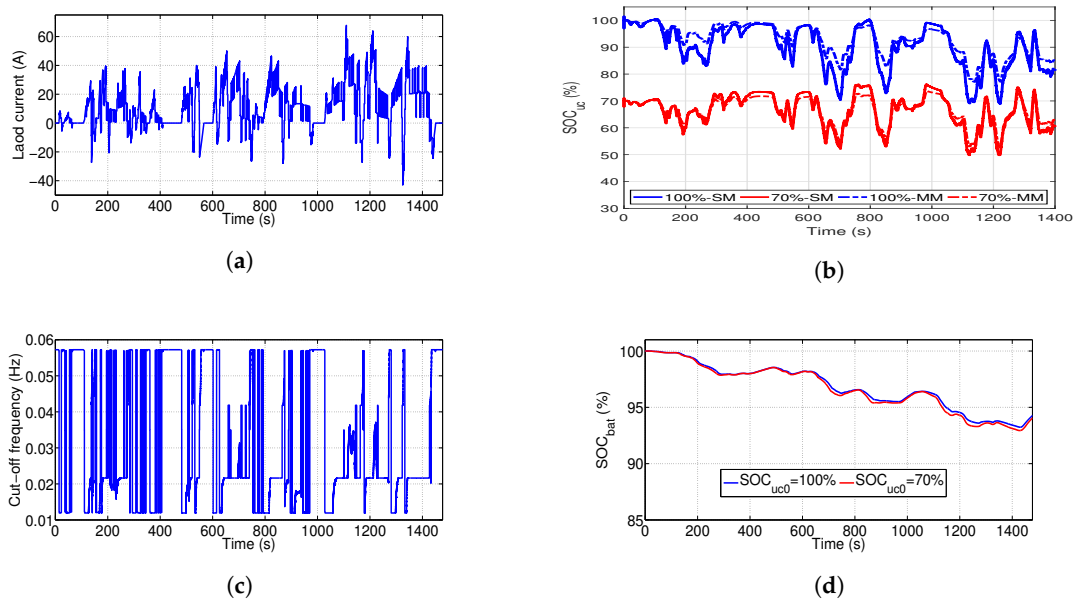 60
40
20
0
−20
−40
Laod current (A)
0 200 400 600 800 1000 1200 1400
Time (s)
(a)
100
90
80
70
60
50
40
30
SOC_uc (%)
100%-SM 70%-SM 100%-MM 70%-MM
0 200 400 600 800 1000 1200 1400
Time (s)
(b)
0.06
0.05
0.04
0.03
0.02
0.01
Cut−off frequency (Hz)
0 200 400 600 800 1000 1200 1400
Time (s)
(c)
100
95
90
85
SOC_bat (%)
SOC_uc0=100% SOC_uc0=70%
0 200 400 600 800 1000 1200 1400
Time (s)
(d)